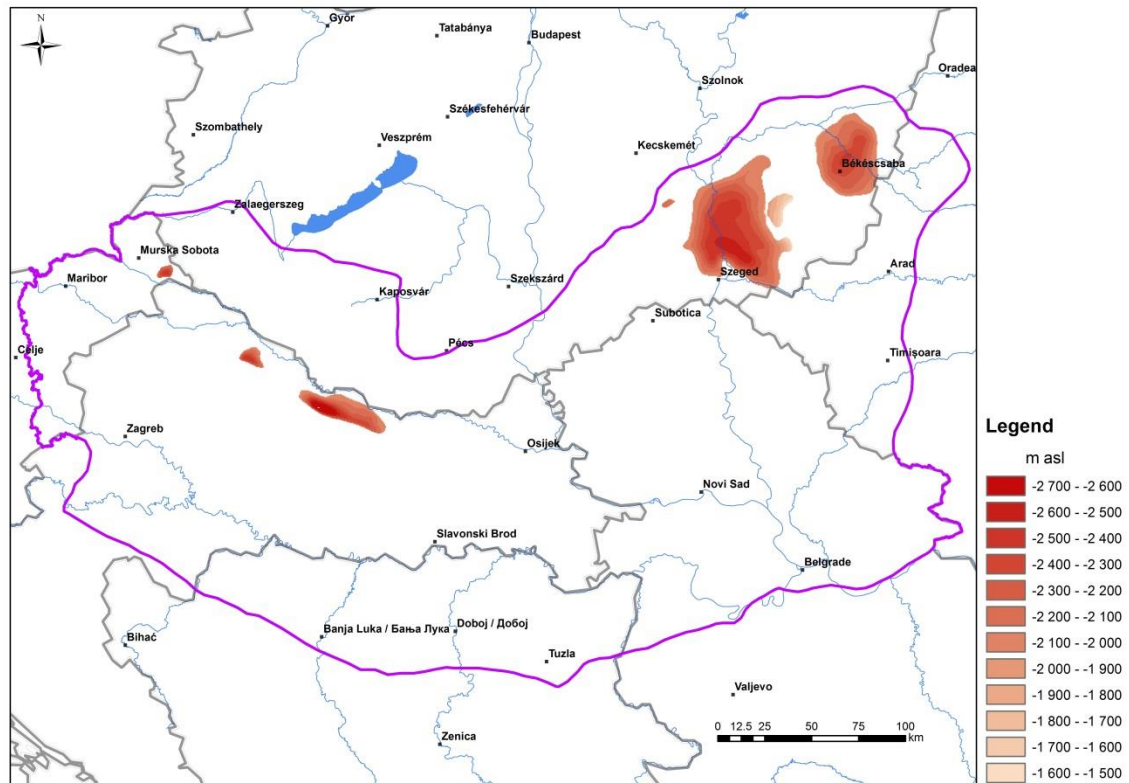 N
Győr
Tatabánya
Budapest
Oradea
Szolnok
Székesfehérvár
Szombathely
Veszprém
Kecskemét
Békéscsaba
Zalaegerszeg
Murska Sobota
Maribor
Szeged
Arad
Szekszárd
Kaposvár
Subotica
Celje
Pécs
Timișoara
Zagreb
Osijek
Novi Sad
Slavonski Brod
Belgrade
Banja Luka / Бања Лука
Doboj / Добој
Bihać
Tuzla
Valjevo
Zenica
0 12.5 25 50 75 100
km
Legend
m asl
-2 700 - -2 600
-2 600 - -2 500
-2 500 - -2 400
-2 400 - -2 300
-2 300 - -2 200
-2 200 - -2 100
-2 100 - -2 000
-2 000 - -1 900
-1 900 - -1 800
-1 800 - -1 700
-1 700 - -1 600
-1 600 - -1 500